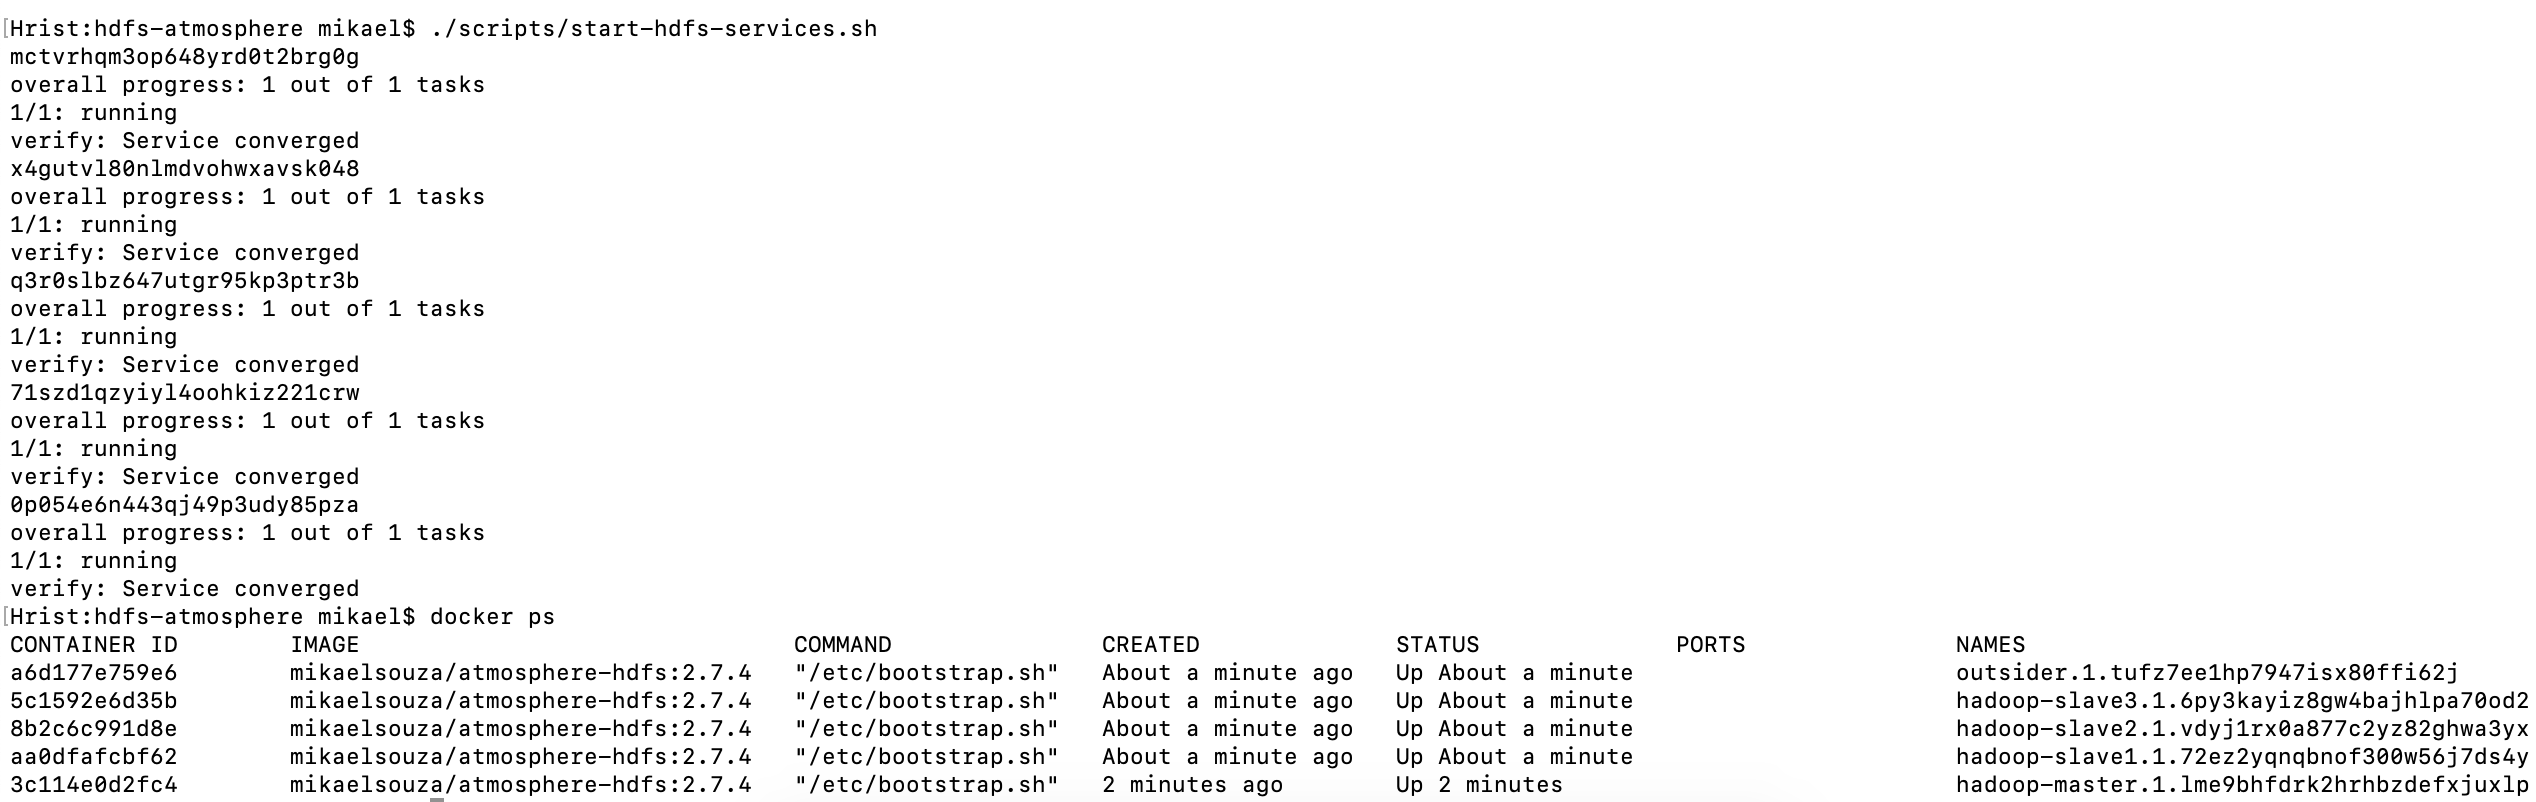 Hrist:hdfs-atmosphere mikael$ ./scripts/start-hdfs-services.sh
mctvrhqm3op648yrd0t2brg0g
overall progress: 1 out of 1 tasks
1/1: running
verify: Service converged
x4gutvl80nlmdvohwxavsk048
overall progress: 1 out of 1 tasks
1/1: running
verify: Service converged
q3r0slbz647utgr95kp3ptr3b
overall progress: 1 out of 1 tasks
1/1: running
verify: Service converged
71szd1qzyiyl4oohkiz221crw
overall progress: 1 out of 1 tasks
1/1: running
verify: Service converged
0p054e6n443qj49p3udy85pza
overall progress: 1 out of 1 tasks
1/1: running
verify: Service converged
Hrist:hdfs-atmosphere mikael$ docker ps
CONTAINER ID        IMAGE                               COMMAND               CREATED              STATUS              PORTS               NAMES
a6d177e759e6        mikaelsouza/atmosphere-hdfs:2.7.4   "/etc/bootstrap.sh"   About a minute ago   Up About a minute                       outsider.1.tufz7ee1hp7947isx80ffi62j
5c1592e6d35b        mikaelsouza/atmosphere-hdfs:2.7.4   "/etc/bootstrap.sh"   About a minute ago   Up About a minute                       hadoop-slave3.1.6py3kayiz8gw4bajhlpa70od2
8b2c6c991d8e        mikaelsouza/atmosphere-hdfs:2.7.4   "/etc/bootstrap.sh"   About a minute ago   Up About a minute                       hadoop-slave2.1.vdyj1rx0a877c2yz82ghwa3yx
aa0dfafcbf62        mikaelsouza/atmosphere-hdfs:2.7.4   "/etc/bootstrap.sh"   About a minute ago   Up About a minute                       hadoop-slave1.1.72ez2yqnqbnof300w56j7ds4y
3c114e0d2fc4        mikaelsouza/atmosphere-hdfs:2.7.4   "/etc/bootstrap.sh"   2 minutes ago        Up 2 minutes                            hadoop-master.1.lme9bhfdrk2hrhbzdefxjuxlp